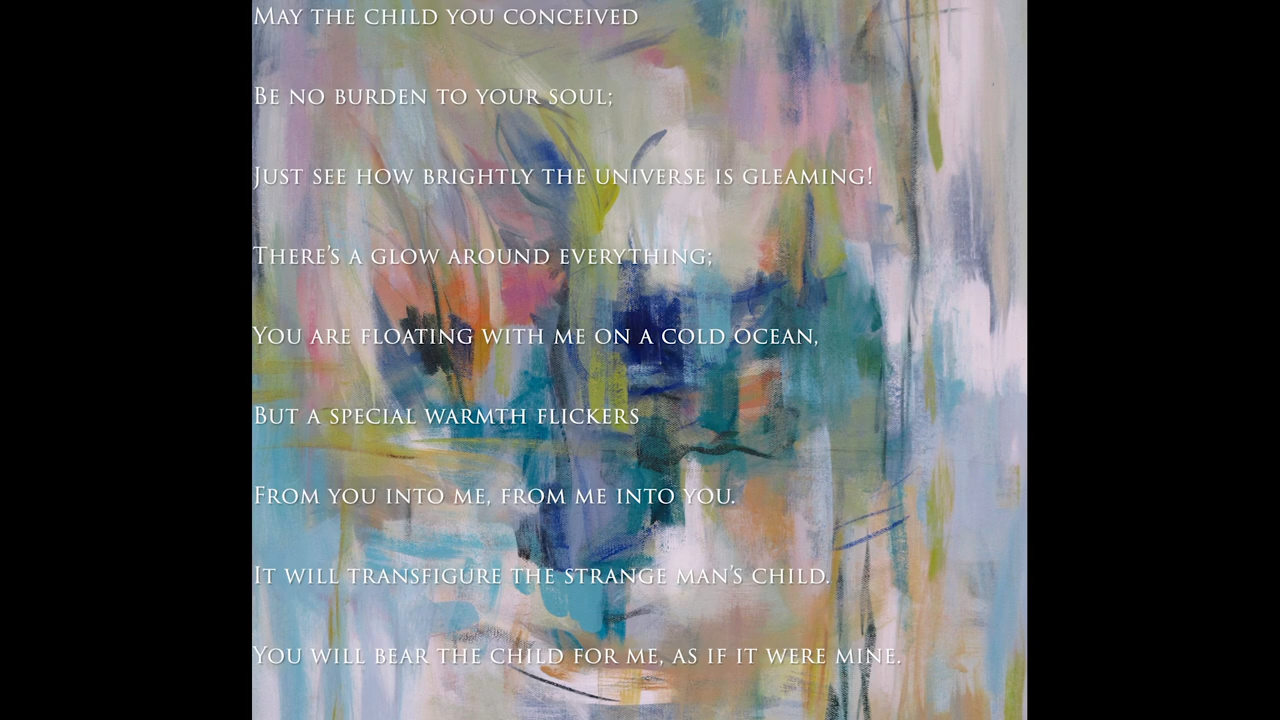 May the child you conceived
Be no burden to your soul;
Just see how brightly the universe is gleaming!
There's a glow around everything;
You are floating with me on a cold ocean,
But a special warmth flickers
From you into me, from me into you.
It will transfigure the strange man's child.
You will bear the child for me, as if it were mine.